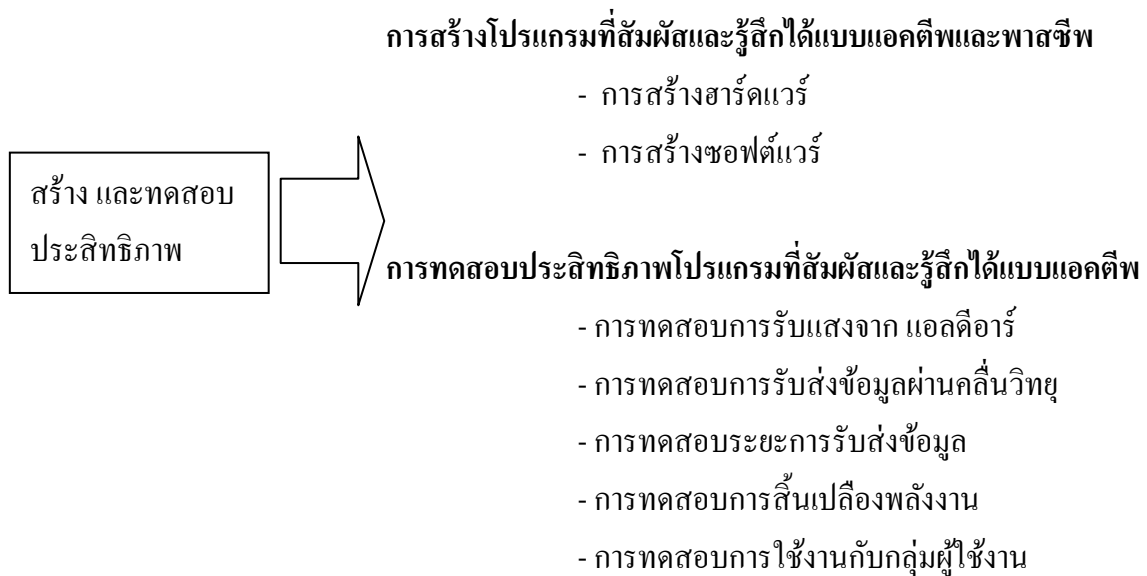 การสร้างโปรแกรมที่สัมผัสและรู้สึกได้แบบแอคตีพและพาสซีพ
- การสร้างฮาร์ดแวร์
- การสร้างซอฟต์แวร์
สร้าง และทดสอบ
ประสิทธิภาพ
การทดสอบประสิทธิภาพโปรแกรมที่สัมผัสและรู้สึกได้แบบแอคตีพ
- การทดสอบการรับแสงจาก แอลดีอาร์
- การทดสอบการรับส่งข้อมูลผ่านคลื่นวิทยุ
- การทดสอบระยะการรับส่งข้อมูล
- การทดสอบการสิ้นเปลืองพลังงาน
- การทดสอบการใช้งานกับกลุ่มผู้ใช้งาน